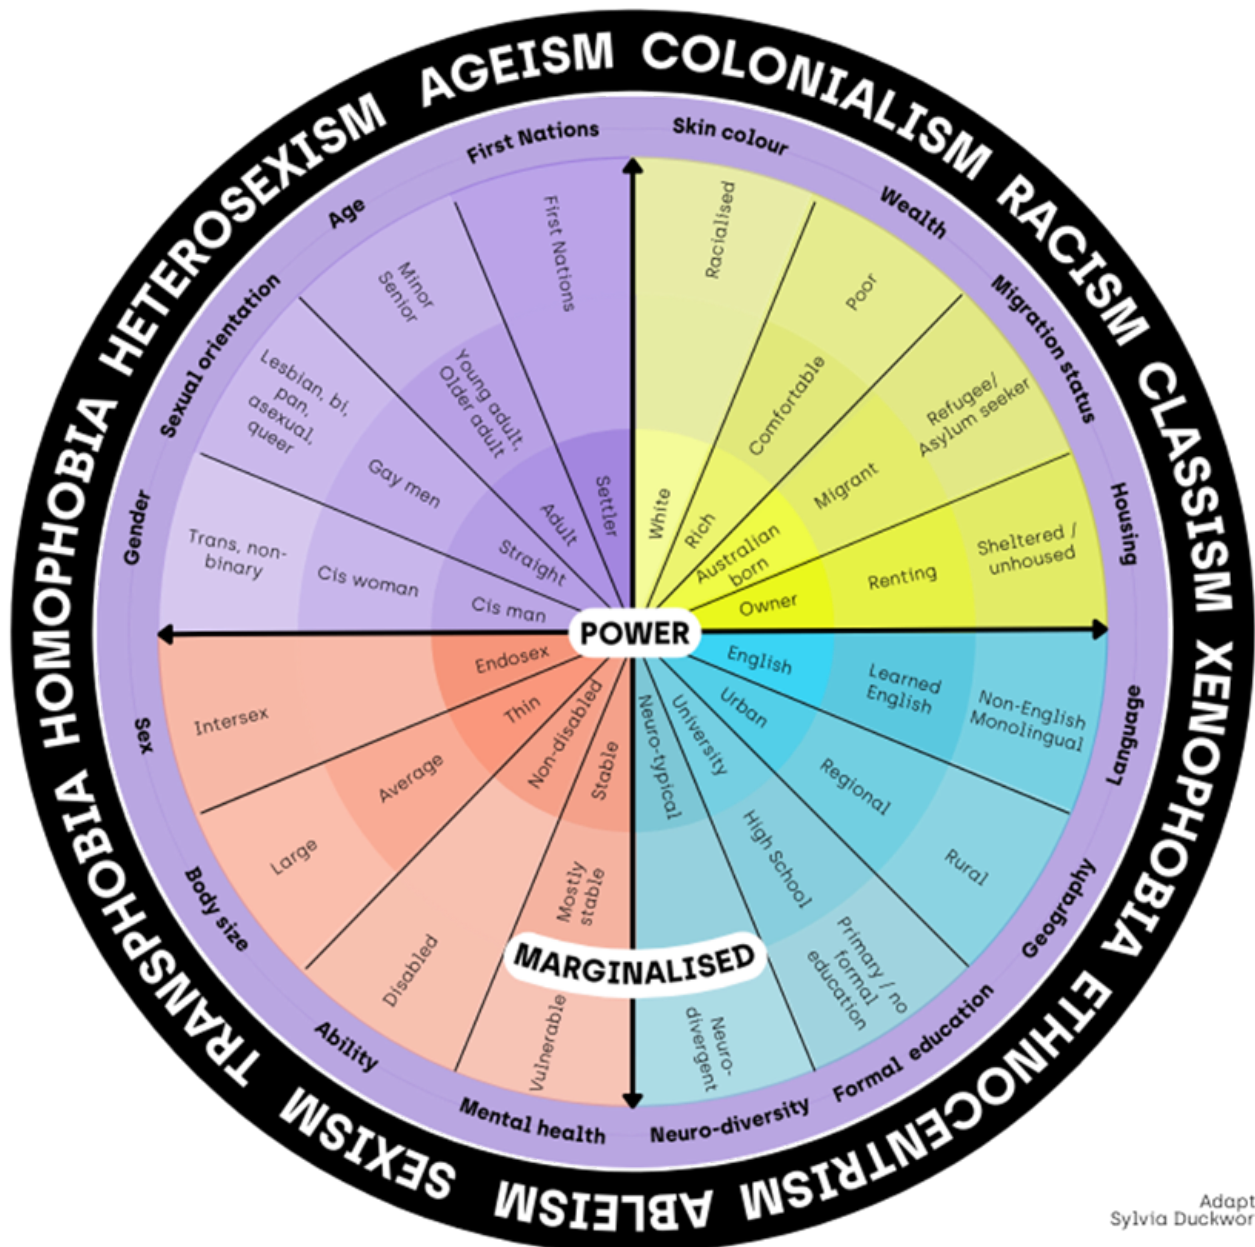 AGEISM
COLONIALISM
RACISM
CLASSISM
XENOPHOBIA
ETHNOCENTRISM
ABLEISM
SEXISM
TRANSPHOBIA
HOMOPHOBIA
HETEROSEXISM
First Nations
First Nations
Settler
Skin colour
Racialised
White
Wealth
Poor
Comfortable
Rich
Migration status
Refugee/
Asylum seeker
Migrant
Australian
born
Housing
Sheltered /
unhoused
Renting
Owner
Language
Non-English
Monolingual
Learned
English
English
Geography
Rural
Regional
Urban
Formal education
Primary / no
formal
education
High School
University
Neuro-diversity
Neuro-
divergent
Neuro-typical
Mental health
Vulnerable
Mostly
stable
Stable
Ability
Disabled
Non-disabled
Body size
Large
Average
Thin
Sex
Intersex
Endosex
Gender
Trans, non-
binary
Cis woman
Cis man
Sexual orientation
Lesbian, bi,
pan,
asexual,
queer
Gay men
Straight
Age
Minor
Senior
Young adult,
Older adult
Adult
POWER
MARGINALISED
Adapt
Sylvia Duckwor